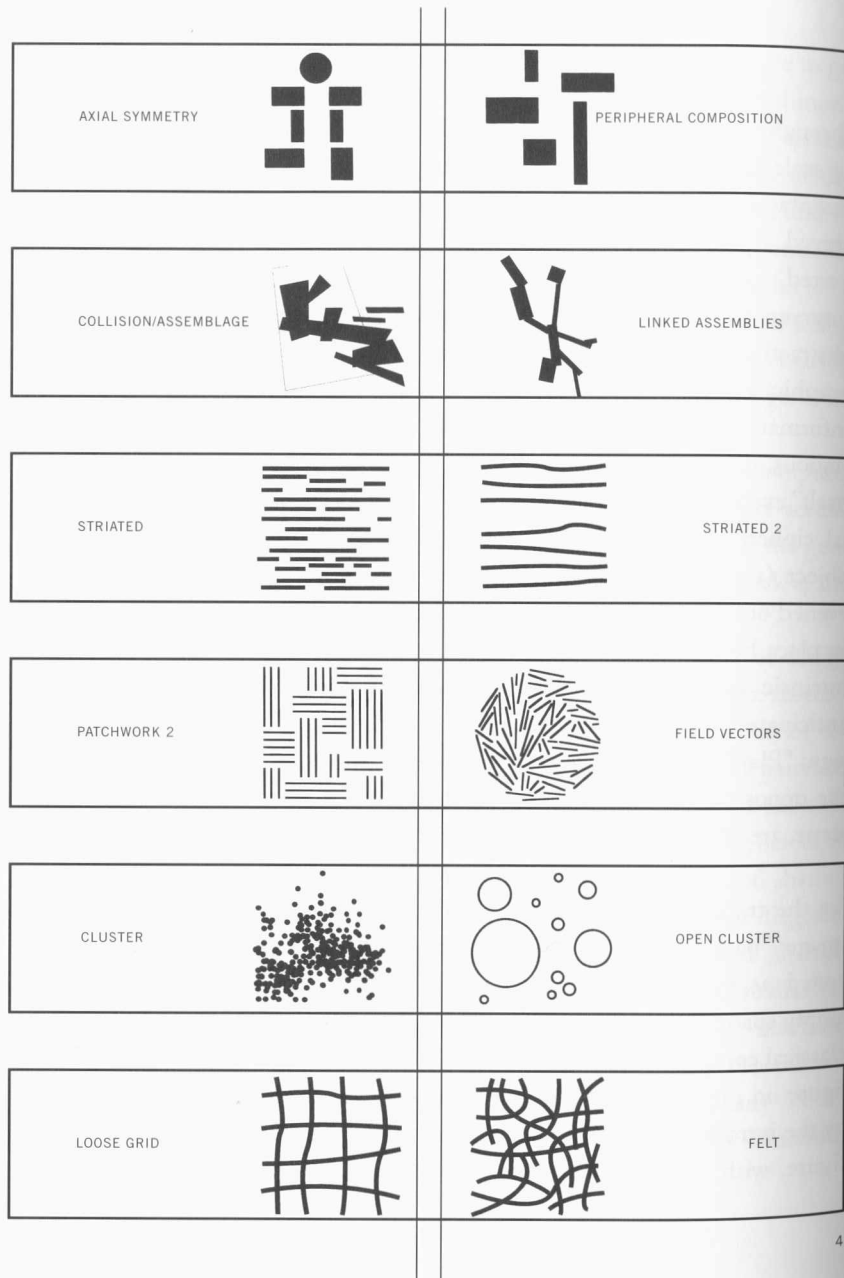 AXIAL SYMMETRY
PERIPHERAL COMPOSITION
COLLISION/ASSEMBLAGE
LINKED ASSEMBLIES
STRIATED
STRIATED 2
PATCHWORK 2
FIELD VECTORS
CLUSTER
OPEN CLUSTER
LOOSE GRID
FELT
4